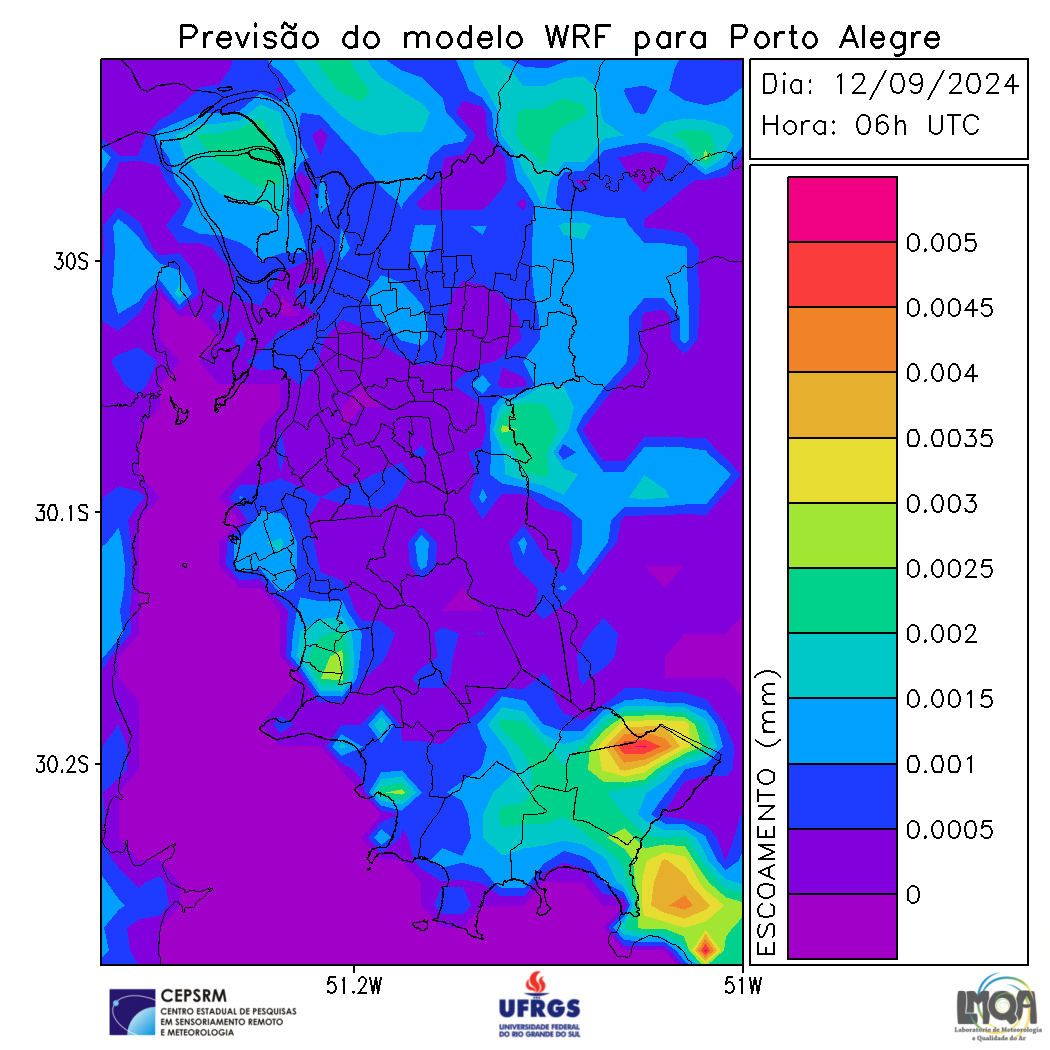 Previsão do modelo WRF para Porto Alegre
Dia: 12/09/2024
Hora: 06h UTC
0.005
0.0045
0.004
0.0035
0.003
0.0025
0.002
0.0015
0.001
0.0005
0
ESCOAMENTO (mm)
30S
30.1S
30.2S
51.2W
51W
CEPSRM
CENTRO ESTADUAL DE PESQUISAS
EM SENSORIAMENTO REMOTO
E METEOROLOGIA
UFRGS
UNIVERSIDADE FEDERAL
DO RIO GRANDE DO SUL
LMQA
Laboratório de Meteorologia
e Qualidade do Ar